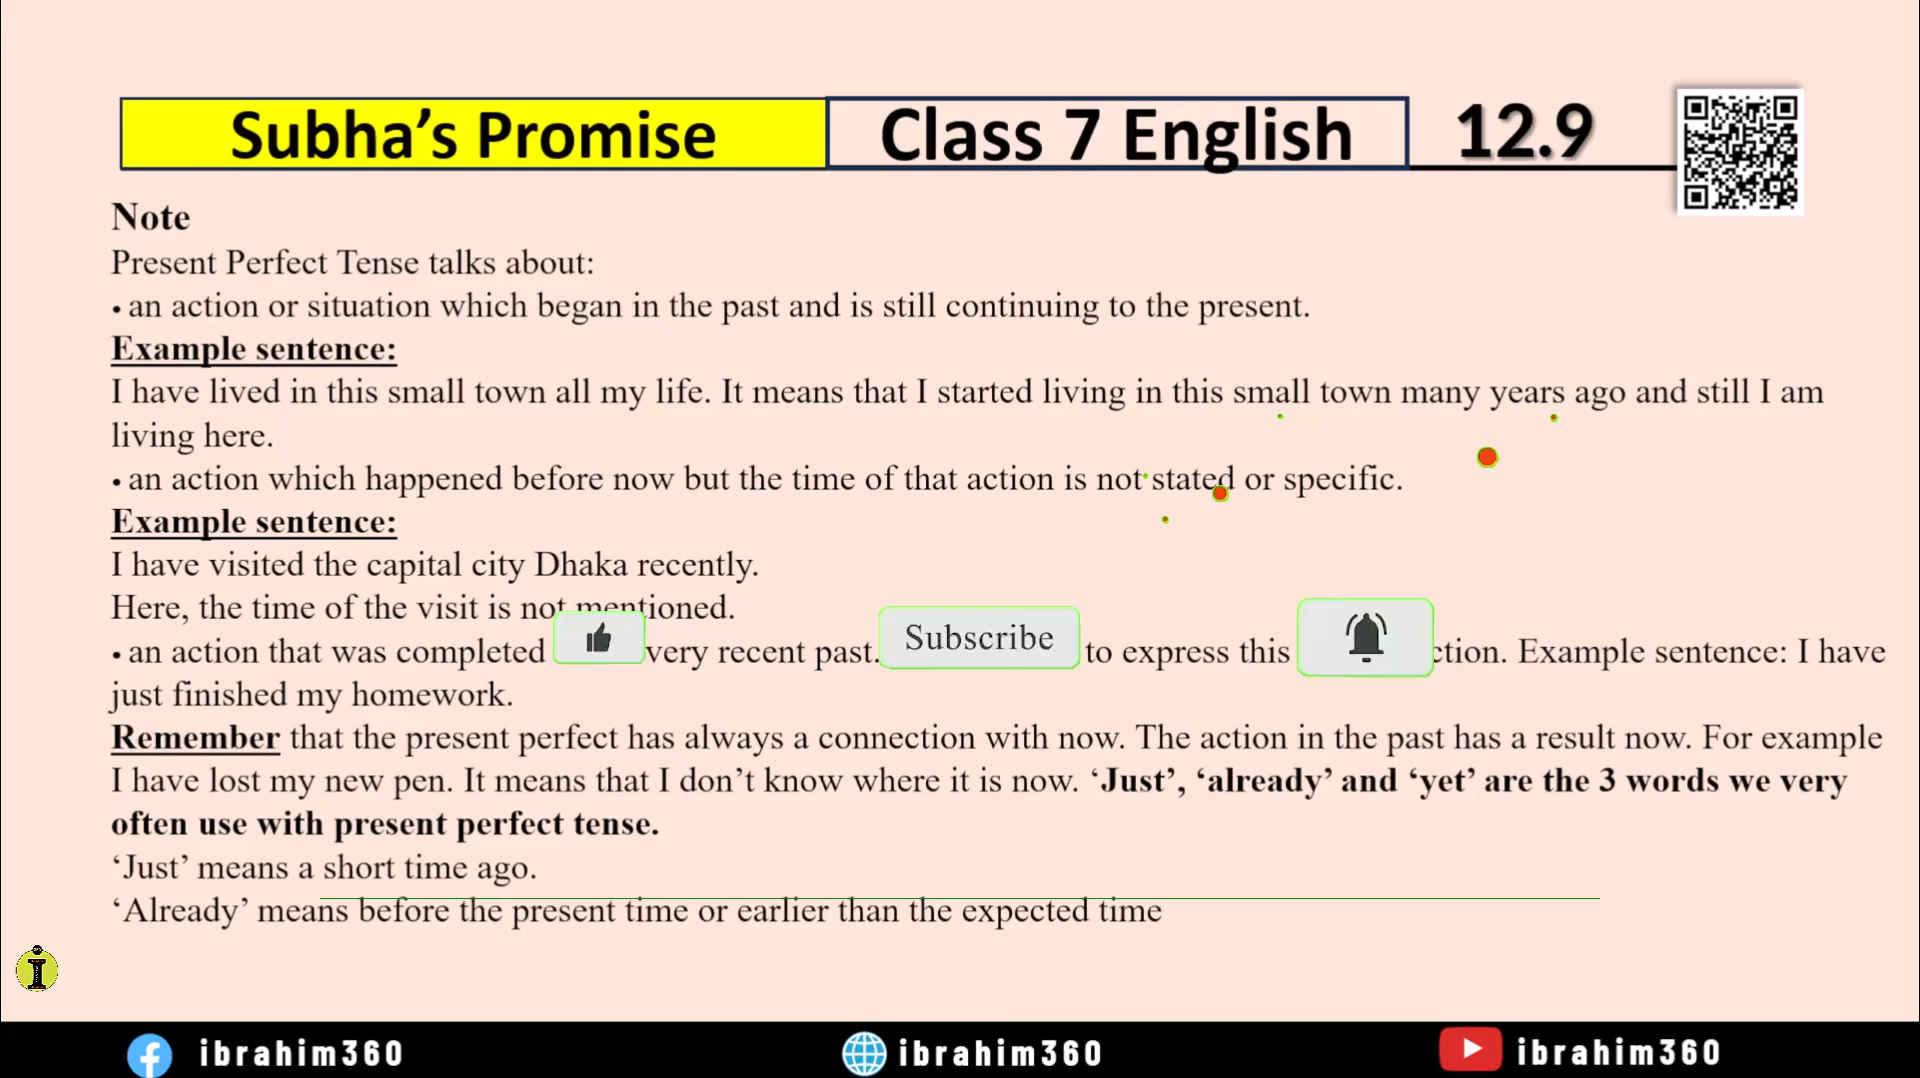 Subha’s Promise
Class 7 English
12.9
Note
Present Perfect Tense talks about:
• an action or situation which began in the past and is still continuing to the present.
Example sentence:
I have lived in this small town all my life. It means that I started living in this small town many years ago and still I am
living here.
• an action which happened before now but the time of that action is not stated or specific.
Example sentence:
I have visited the capital city Dhaka recently.
Here, the time of the visit is not mentioned.
• an action that was completed very recent past. Subscribe to express this ction. Example sentence: I have
just finished my homework.
Remember that the present perfect has always a connection with now. The action in the past has a result now. For example
I have lost my new pen. It means that I don’t know where it is now. ‘Just’, ‘already’ and ‘yet’ are the 3 words we very
often use with present perfect tense.
‘Just’ means a short time ago.
‘Already’ means before the present time or earlier than the expected time
ibrahim360
ibrahim360
ibrahim360